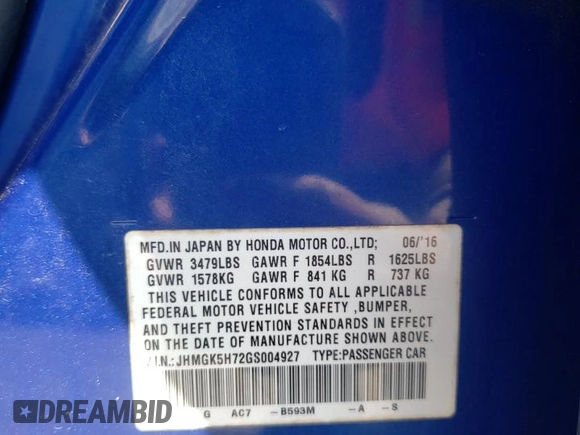 MFD.IN JAPAN BY HONDA MOTOR CO.,LTD; 06/'16
GVWR 3479LBS GAWR F 1854LBS R 1625LBS
GVWR 1578KG GAWR F 841 KG R 737 KG
THIS VEHICLE CONFORMS TO ALL APPLICABLE
FEDERAL MOTOR VEHICLE SAFETY ,BUMPER,
AND THEFT PREVENTION STANDARDS IN EFFECT
ON THE DATE OF MANUFACTURE SHOWN ABOVE.
.I.N.:JHMGK5H72GS004927 TYPE:PASSENGER CAR
G AC7 -B593M -A -S
DREAMBID